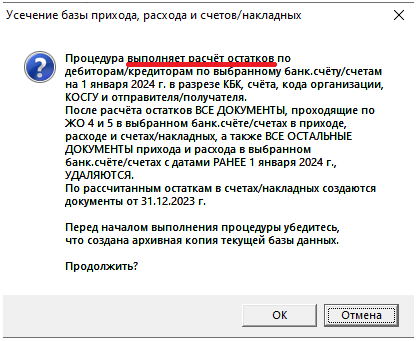 Усечение базы прихода, расхода и счетов/накладных
Процедура выполняет расчёт остатков по
дебиторам/кредиторам по выбранному банк.счёту/счетам
на 1 января 2024 г. в разрезе КБК, счёта, кода организации,
КОСГУ и отправителя/получателя.
После расчёта остатков ВСЕ ДОКУМЕНТЫ, проходящие по
ЖО 4 и 5 в выбранном банк.счёте/счетах в приходе,
расходе и счетах/накладных, а также ВСЕ ОСТАЛЬНЫЕ
ДОКУМЕНТЫ прихода и расхода в выбранном
банк.счёте/счетах с датами РАНЕЕ 1 января 2024 г.,
УДАЛЯЮТСЯ.
По рассчитанным остаткам в счетах/накладных создаются
документы от 31.12.2023 г.
Перед началом выполнения процедуры убедитесь,
что создана архивная копия текущей базы данных.
Продолжить?
ОК
Отмена